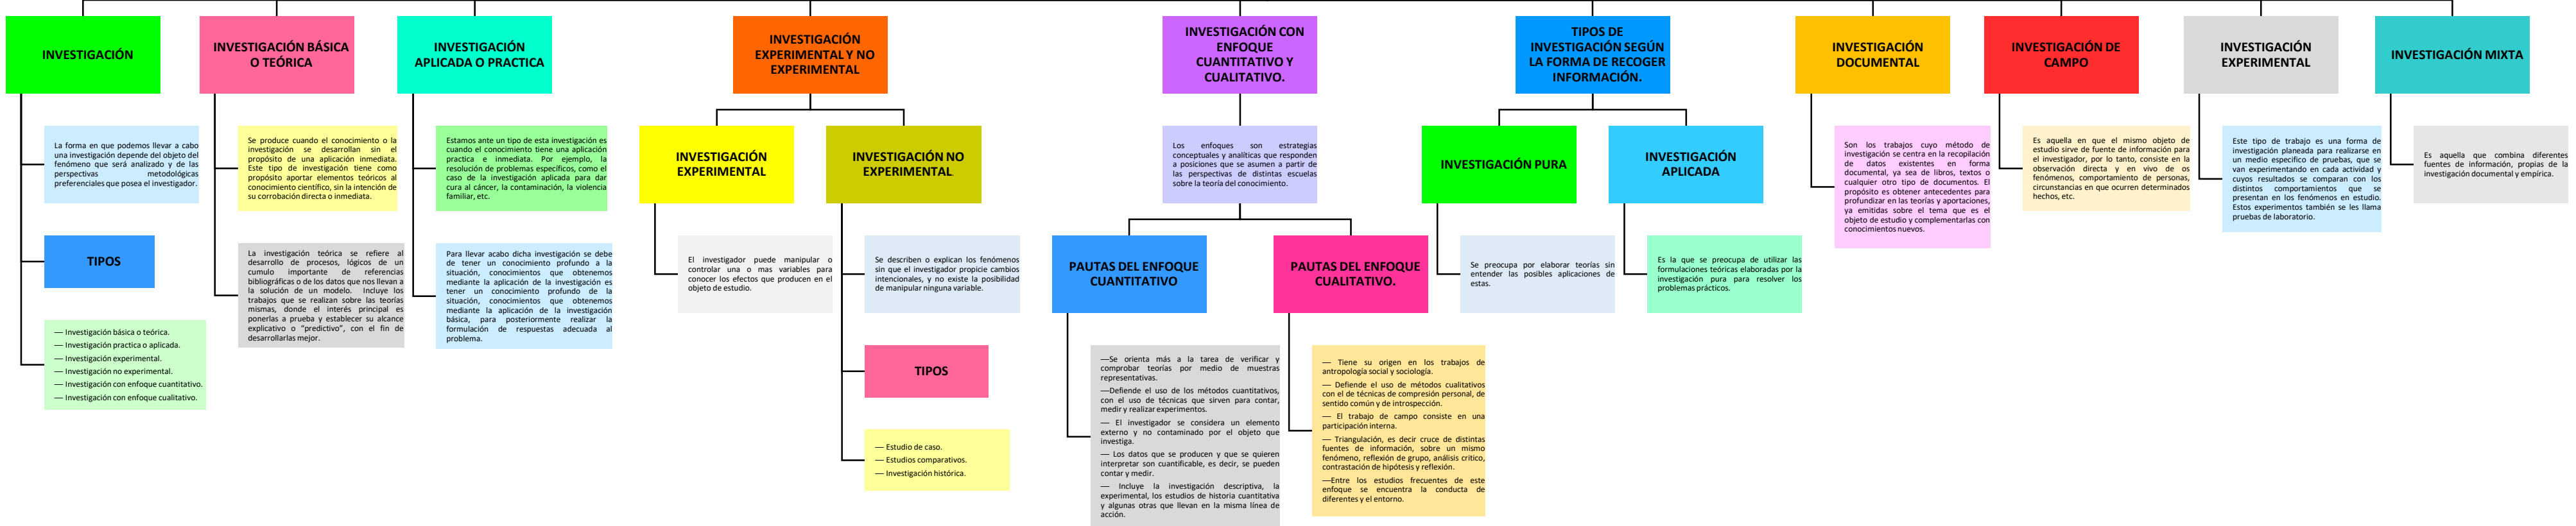 INVESTIGACIÓN
La forma en que podemos llevar a cabo
una investigación depende del objeto del
fenómeno que será analizado y de las
perspectivas metodológicas
preferenciales que posea el investigador.
TIPOS
— Investigación básica o teórica.
— Investigación practica o aplicada.
— Investigación experimental.
— Investigación no experimental.
— Investigación con enfoque cuantitativo.
— Investigación con enfoque cualitativo.
INVESTIGACIÓN BÁSICA
O TEÓRICA
Se produce cuando el conocimiento o la
investigación se desarrollan sin el
propósito de una aplicación inmediata.
Este tipo de investigación tiene como
propósito aportar elementos teóricos al
conocimiento científico, sin la intención de
su corrobación directa o inmediata.
La investigación teórica se refiere al
desarrollo de procesos, lógicos de un
cumulo importante de referencias
bibliográficas o de los datos que nos llevan a
la solución de un modelo. Incluye los
trabajos que se realizan sobre las teorías
mismas, donde el interés principal es
ponerlas a prueba y establecer su alcance
explicativo o “predictivo”, con el fin de
desarrollarlas mejor.
INVESTIGACIÓN
APLICADA O PRACTICA
Estamos ante un tipo de esta investigación es
cuando el conocimiento tiene una aplicación
practica e inmediata. Por ejemplo, la
resolución de problemas específicos, como el
caso de la investigación aplicada para dar
cura al cáncer, la contaminación, la violencia
familiar, etc.
Para llevar acabo dicha investigación se debe
de tener un conocimiento profundo a la
situación, conocimientos que obtenemos
mediante la aplicación de la investigación es
tener un conocimiento profundo de la
situación, conocimientos que obtenemos
mediante la aplicación de la investigación
básica, para posteriormente realizar la
formulación de respuestas adecuada al
problema.
INVESTIGACIÓN
EXPERIMENTAL Y NO
EXPERIMENTAL
INVESTIGACIÓN
EXPERIMENTAL
El investigador puede manipular o
controlar una o mas variables para
conocer los efectos que producen en el
objeto de estudio.
INVESTIGACIÓN NO
EXPERIMENTAL
Se describen o explican los fenómenos
sin que el investigador propicie cambios
intencionales, y no existe la posibilidad
de manipular ninguna variable.
TIPOS
— Estudio de caso.
— Estudios comparativos.
— Investigación histórica.
INVESTIGACIÓN CON
ENFOQUE
CUANTITATIVO Y
CUALITATIVO.
Los enfoques son estrategias
conceptuales y analíticas que responden
a posiciones que se asumen a partir de
las perspectivas de distintas escuelas
sobre la teoría del conocimiento.
PAUTAS DEL ENFOQUE
CUANTITATIVO
—Se orienta más a la tarea de verificar y
comprobar teorías por medio de muestras
representativas.
—Defiende el uso de los métodos cuantitativos,
con el uso de técnicas que sirven para contar,
medir y realizar experimentos.
— El investigador se considera un elemento
externo y no contaminado por el objeto que
investiga.
— Los datos que se producen y que se quieren
interpretar son cuantificable, es decir, se pueden
contar y medir.
— Incluye la investigación descriptiva, la
experimental, los estudios de historia cuantitativa
y algunas otras que llevan en la misma línea de
acción.
PAUTAS DEL ENFOQUE
CUALITATIVO.
— Tiene su origen en los trabajos de
antropología social y sociología.
— Defiende el uso de métodos cualitativos
con el de técnicas de compresión personal, de
sentido común y de introspección.
— El trabajo de campo consiste en una
participación interna.
— Triangulación, es decir cruce de distintas
fuentes de información, sobre un mismo
fenómeno, reflexión de grupo, análisis critico,
contrastación de hipótesis y reflexión.
—Entre los estudios frecuentes de este
enfoque se encuentra la conducta de
diferentes y el entorno.
TIPOS DE
INVESTIGACIÓN SEGÚN
LA FORMA DE RECOGER
INFORMACIÓN.
INVESTIGACIÓN PURA
Se preocupa por elaborar teorías sin
entender las posibles aplicaciones de
estas.
INVESTIGACIÓN
APLICADA
Es la que se preocupa de utilizar las
formulaciones teóricas elaboradas por la
investigación pura para resolver los
problemas prácticos.
INVESTIGACIÓN
DOCUMENTAL
Son los trabajos cuyo método de
investigación se centra en la recopilación
de datos existentes en forma
documental, ya sea de libros, textos o
cualquier otro tipo de documentos. El
propósito es obtener antecedentes para
profundizar en las teorías y aportaciones,
ya emitidas sobre el tema que es el
objeto de estudio y complementarlas con
conocimientos nuevos.
INVESTIGACIÓN DE
CAMPO
Es aquella en que el mismo objeto de
estudio sirve de fuente de información para
el investigador, por lo tanto, consiste en la
observación directa y en vivo de os
fenómenos, comportamiento de personas,
circunstancias en que ocurren determinados
hechos, etc.
INVESTIGACIÓN
EXPERIMENTAL
Este tipo de trabajo es una forma de
investigación planeada para realizarse en
un medio especifico de pruebas, que se
van experimentando en cada actividad y
cuyos resultados se comparan con los
distintos comportamientos que se
presentan en los fenómenos en estudio.
Estos experimentos también se les llama
pruebas de laboratorio.
INVESTIGACIÓN MIXTA
Es aquella que combina diferentes
fuentes de información, propias de la
investigación documental y empírica.